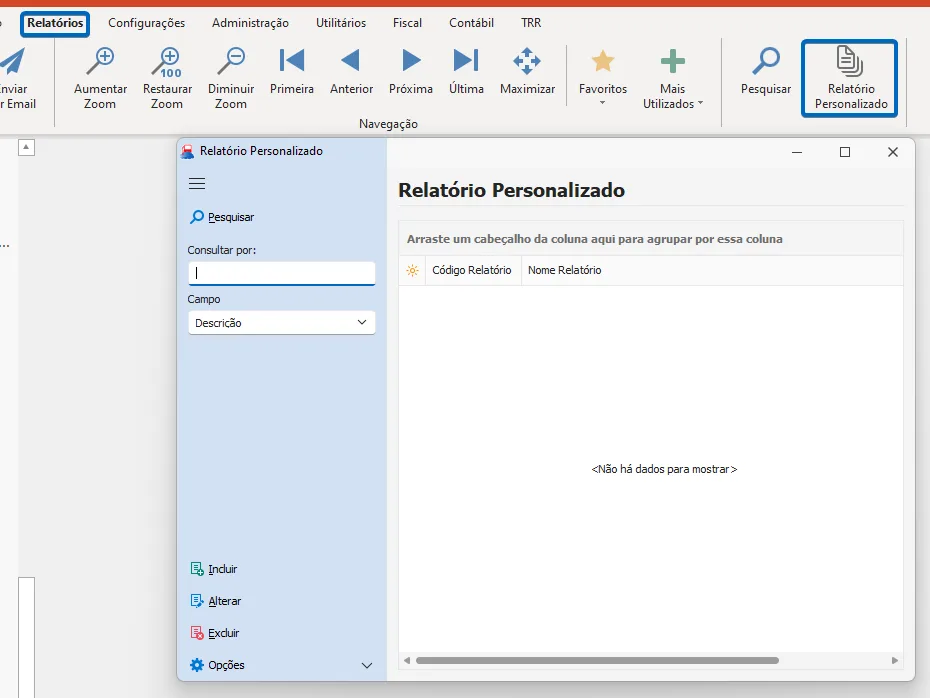 Relatórios Configurações Administração Utilitários Fiscal Contábil TRR
nviar
r Email
Aumentar
Zoom
Restaurar
Zoom
100
Diminuir
Zoom
Primeira
Anterior
Próxima
Última
Maximizar
Favoritos
Mais
Utilizados
Pesquisar
Relatório
Personalizado
Navegação
Relatório Personalizado
Pesquisar
Consultar por:
Campo
Descrição
Incluir
Alterar
Excluir
Opções
Relatório Personalizado
Arraste um cabeçalho da coluna aqui para agrupar por essa coluna
Código Relatório Nome Relatório
<Não há dados para mostrar>
...